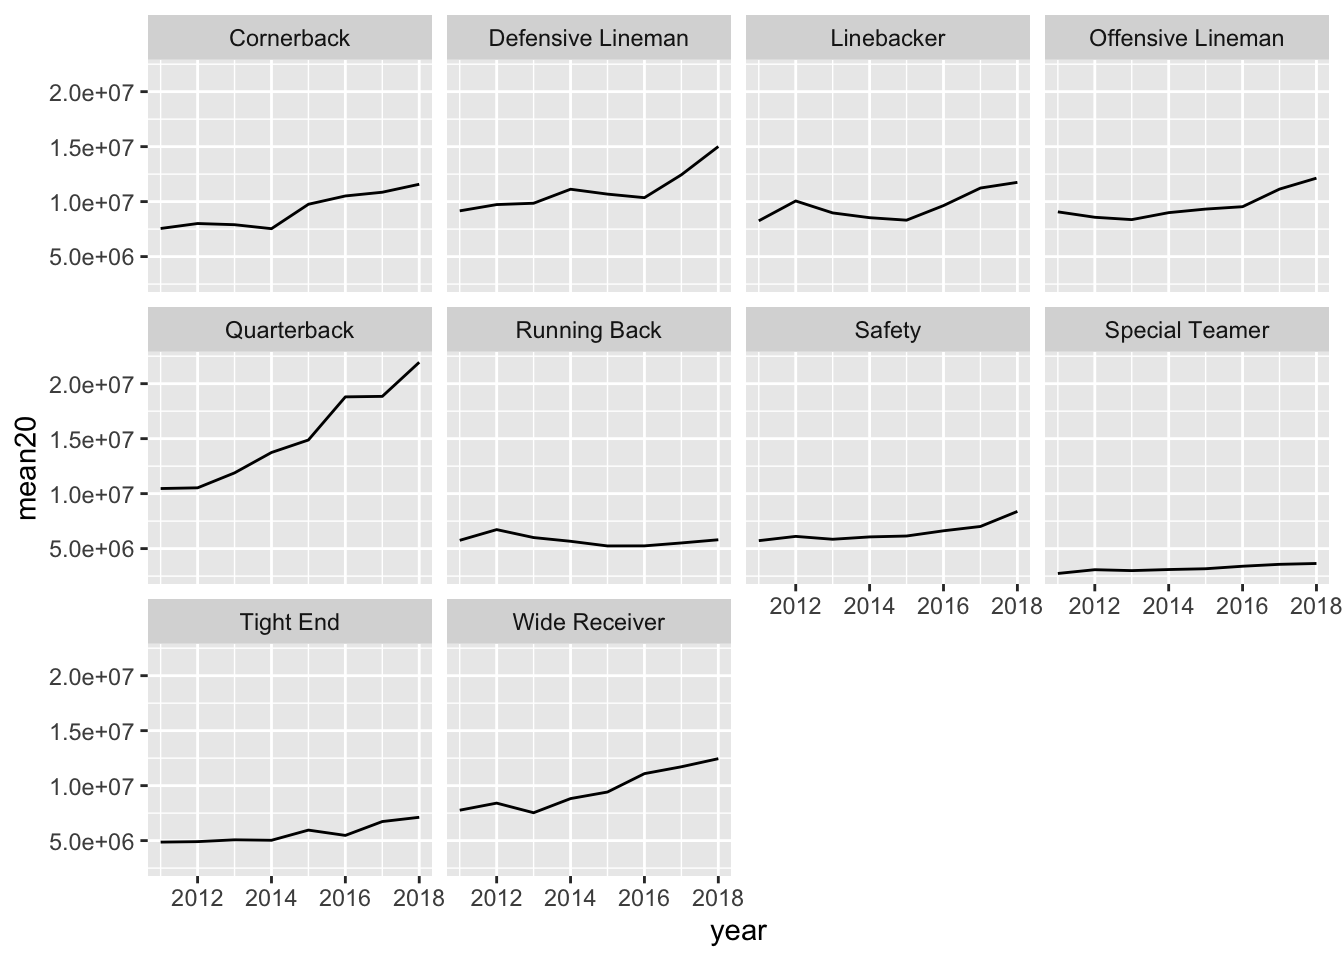 Cornerback Defensive Lineman Linebacker Offensive Lineman
2.0e+07
1.5e+07
1.0e+07
5.0e+06
Quarterback Running Back Safety Special Teamer
2.0e+07
1.5e+07
1.0e+07
5.0e+06
mean20
2012 2014 2016 2018 2012 2014 2016 2018
Tight End Wide Receiver
2.0e+07
1.5e+07
1.0e+07
5.0e+06
2012 2014 2016 2018 2012 2014 2016 2018
year